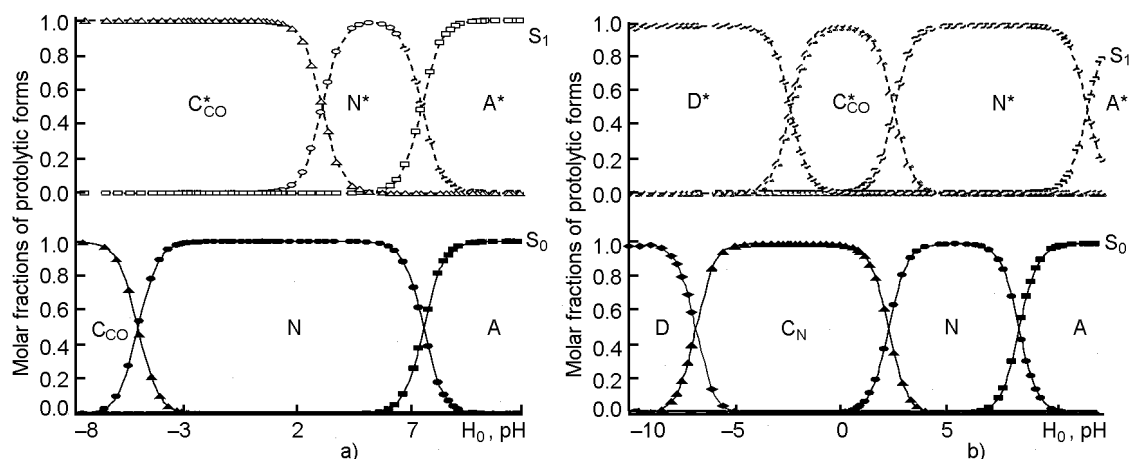 Molar fractions of protolytic forms
1.0
0.8
0.6
0.4
0.2
0.0
C*CO
N*
A*
S1
1.0
0.8
0.6
0.4
0.2
0.0
CCO
N
A
S0
–8
–3
2
7
H0, pH
a)
Molar fractions of protolytic forms
1.0
0.8
0.6
0.4
0.2
0.0
D*
C*CO
N*
A*
S1
1.0
0.8
0.6
0.4
0.2
0.0
D
CN
N
A
S0
–10
–5
0
5
H0, pH
b)